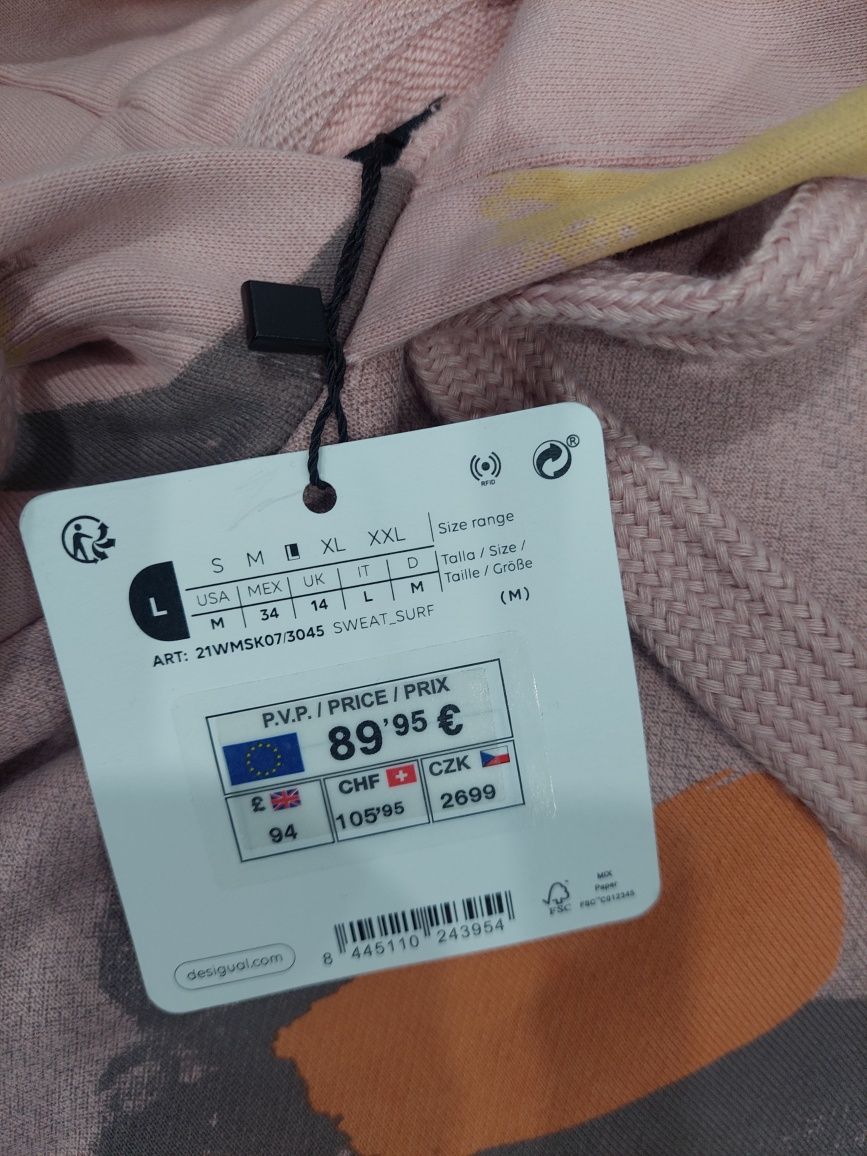 RFID
®
S M L XL XXL Size range
L
USA MEX UK IT D Talla / Size /
M 34 14 L M Taille / Größe
ART: 21WMSK07/3045 SWEAT_SURF (M)
P.V.P. / PRICE / PRIX
89'95 €
£ CHF CZK
94 105'95 2699
MIX
Paper
FSC FSC™C012345
8 445110 243954
desigual.com